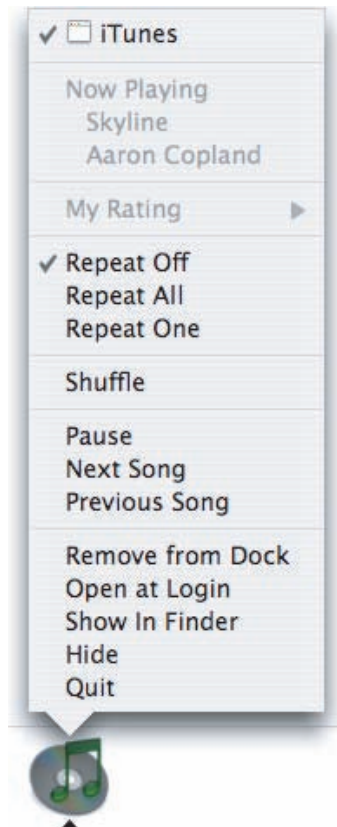 iTunes
Now Playing
Skyline
Aaron Copland
My Rating
Repeat Off
Repeat All
Repeat One
Shuffle
Pause
Next Song
Previous Song
Remove from Dock
Open at Login
Show In Finder
Hide
Quit